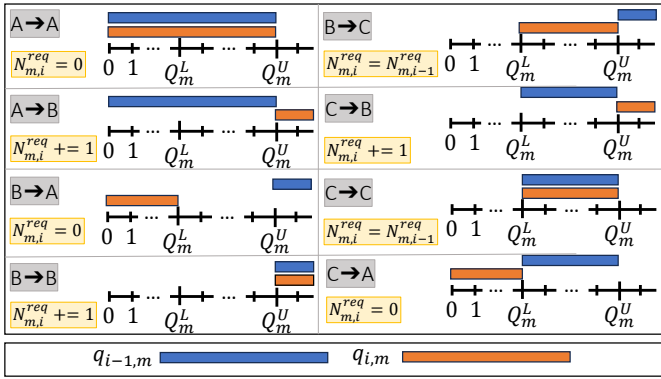 A➔A
N_{m,i}^{req} = 0
0 1 ... Q_m^L ... Q_m^U
B➔C
N_{m,i}^{req} = N_{m,i-1}^{req}
0 1 ... Q_m^L ... Q_m^U
A➔B
N_{m,i}^{req} += 1
0 1 ... Q_m^L ... Q_m^U
C➔B
N_{m,i}^{req} += 1
0 1 ... Q_m^L ... Q_m^U
B➔A
N_{m,i}^{req} = 0
0 1 ... Q_m^L ... Q_m^U
C➔C
N_{m,i}^{req} = N_{m,i-1}^{req}
0 1 ... Q_m^L ... Q_m^U
B➔B
N_{m,i}^{req} += 1
0 1 ... Q_m^L ... Q_m^U
C➔A
N_{m,i}^{req} = 0
0 1 ... Q_m^L ... Q_m^U
q_{i-1,m} q_{i,m}